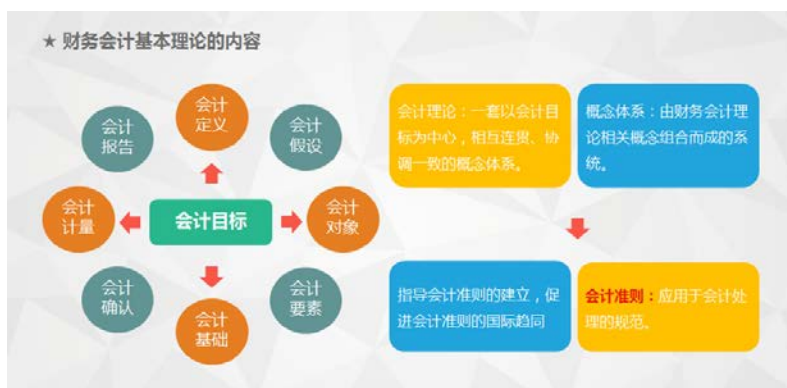 ★ 财务会计基本理论的内容
会计
定义
会计
报告
会计
假设
会计
计量
会计目标
会计
对象
会计
确认
会计
要素
会计
基础
会计理论：一套以会计目
标为中心，相互连贯、协
调一致的概念体系。
概念体系：由财务会计理
论相关概念组合而成的系
统。
指导会计准则的建立，促
进会计准则的国际趋同
会计准则：应用于会计处
理的规范。